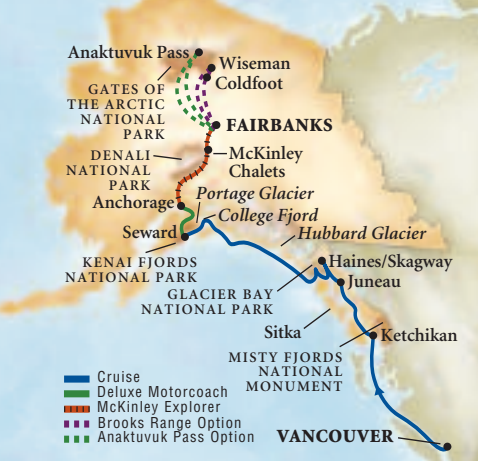 Anaktuvuk Pass
Wiseman
Coldfoot
GATES OF
THE ARCTIC
NATIONAL
PARK
FAIRBANKS
DENALI
NATIONAL
PARK
McKinley
Chalets
Anchorage
Portage Glacier
College Fjord
Seward
Hubbard Glacier
KENAI FJORDS
NATIONAL PARK
Haines/Skagway
GLACIER BAY
NATIONAL PARK
Juneau
Sitka
Ketchikan
MISTY FJORDS
NATIONAL
MONUMENT
Cruise
Deluxe Motorcoach
McKinley Explorer
Brooks Range Option
Anaktuvuk Pass Option
VANCOUVER